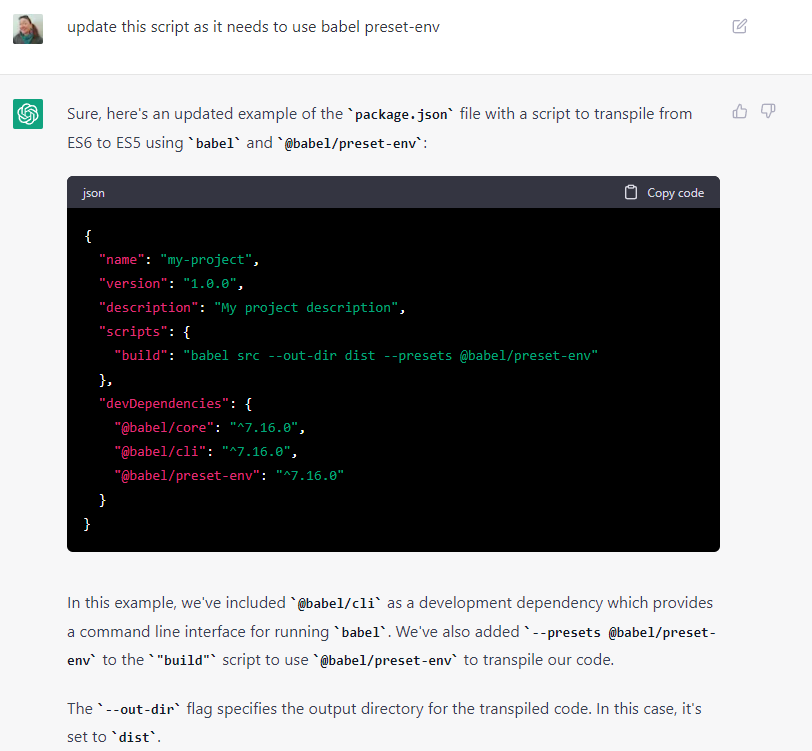 update this script as it needs to use babel preset-env
Sure, here's an updated example of the `package.json` file with a script to transpile from
ES6 to ES5 using `babel` and `@babel/preset-env`:
json
Copy code
{
  "name": "my-project",
  "version": "1.0.0",
  "description": "My project description",
  "scripts": {
    "build": "babel src --out-dir dist --presets @babel/preset-env"
  },
  "devDependencies": {
    "@babel/core": "^7.16.0",
    "@babel/cli": "^7.16.0",
    "@babel/preset-env": "^7.16.0"
  }
}
In this example, we've included `@babel/cli` as a development dependency which provides
a command line interface for running `babel`. We've also added `--presets @babel/preset-
env` to the `"build"` script to use `@babel/preset-env` to transpile our code.
The `--out-dir` flag specifies the output directory for the transpiled code. In this case, it's
set to `dist`.